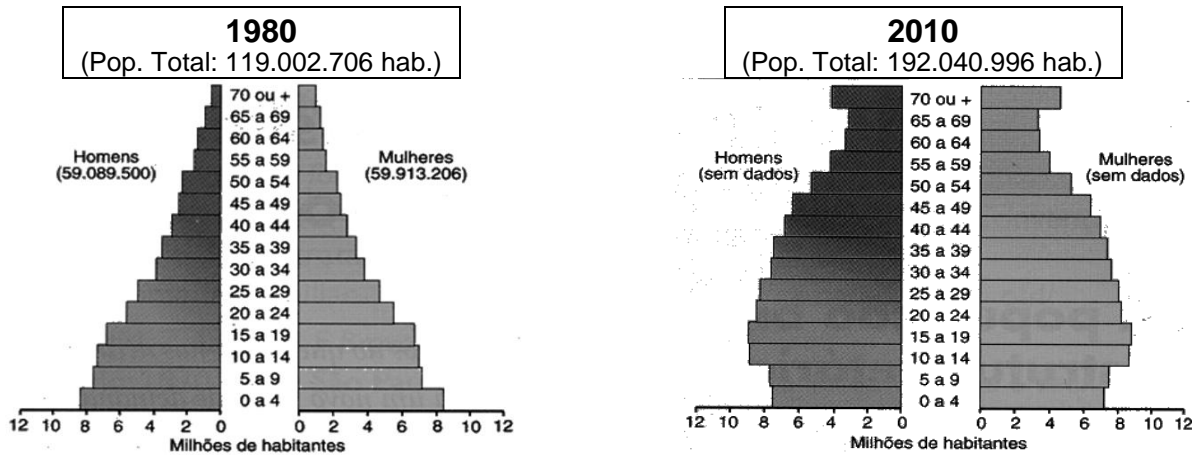 1980
(Pop. Total: 119.002.706 hab.)
Homens
(59.089.500)
70 ou +
65 a 69
60 a 64
55 a 59
50 a 54
45 a 49
40 a 44
35 a 39
30 a 34
25 a 29
20 a 24
15 a 19
10 a 14
5 a 9
0 a 4
Mulheres
(59.913.206)
12 10 8 6 4 2 0 0 2 4 6 8 10 12
Milhões de habitantes
2010
(Pop. Total: 192.040.996 hab.)
Homens
(sem dados)
70 ou +
65 a 69
60 a 64
55 a 59
50 a 54
45 a 49
40 a 44
35 a 39
30 a 34
25 a 29
20 a 24
15 a 19
10 a 14
5 a 9
0 a 4
Mulheres
(sem dados)
12 10 8 6 4 2 0 0 2 4 6 8 10 12
Milhões de habitantes